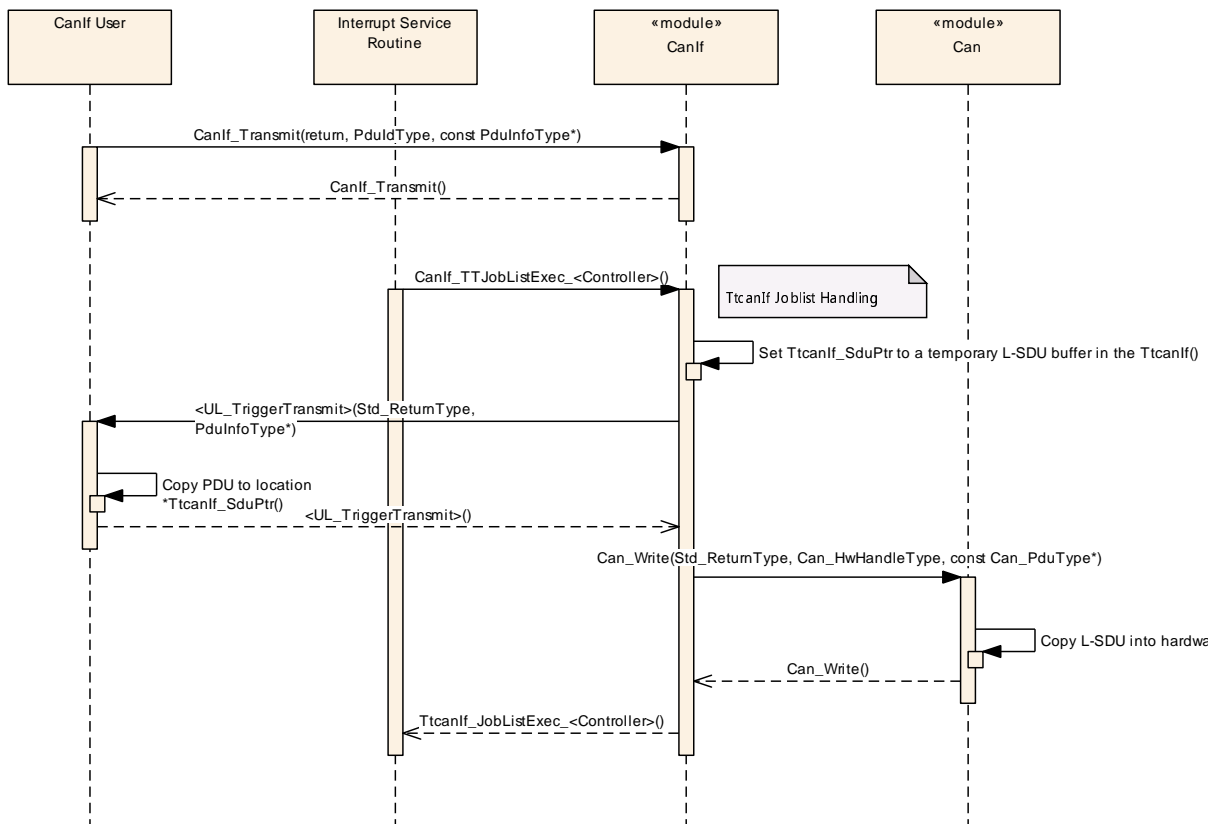 CanIf User
Interrupt Service
Routine
«module»
CanIf
«module»
Can
CanIf_Transmit(return, PduIdType, const PduInfoType*)
CanIf_Transmit()
CanIf_TTJobListExec_<Controller>()
TtcanIf Joblist Handling
Set TtcanIf_SduPtr to a temporary L-SDU buffer in the TtcanIf()
<UL_TriggerTransmit>(Std_ReturnType,
PduInfoType*)
Copy PDU to location
*TtcanIf_SduPtr()
<UL_TriggerTransmit>()
Can_Write(Std_ReturnType, Can_HwHandleType, const Can_PduType*)
Copy L-SDU into hardwa
Can_Write()
TtcanIf_JobListExec_<Controller>()